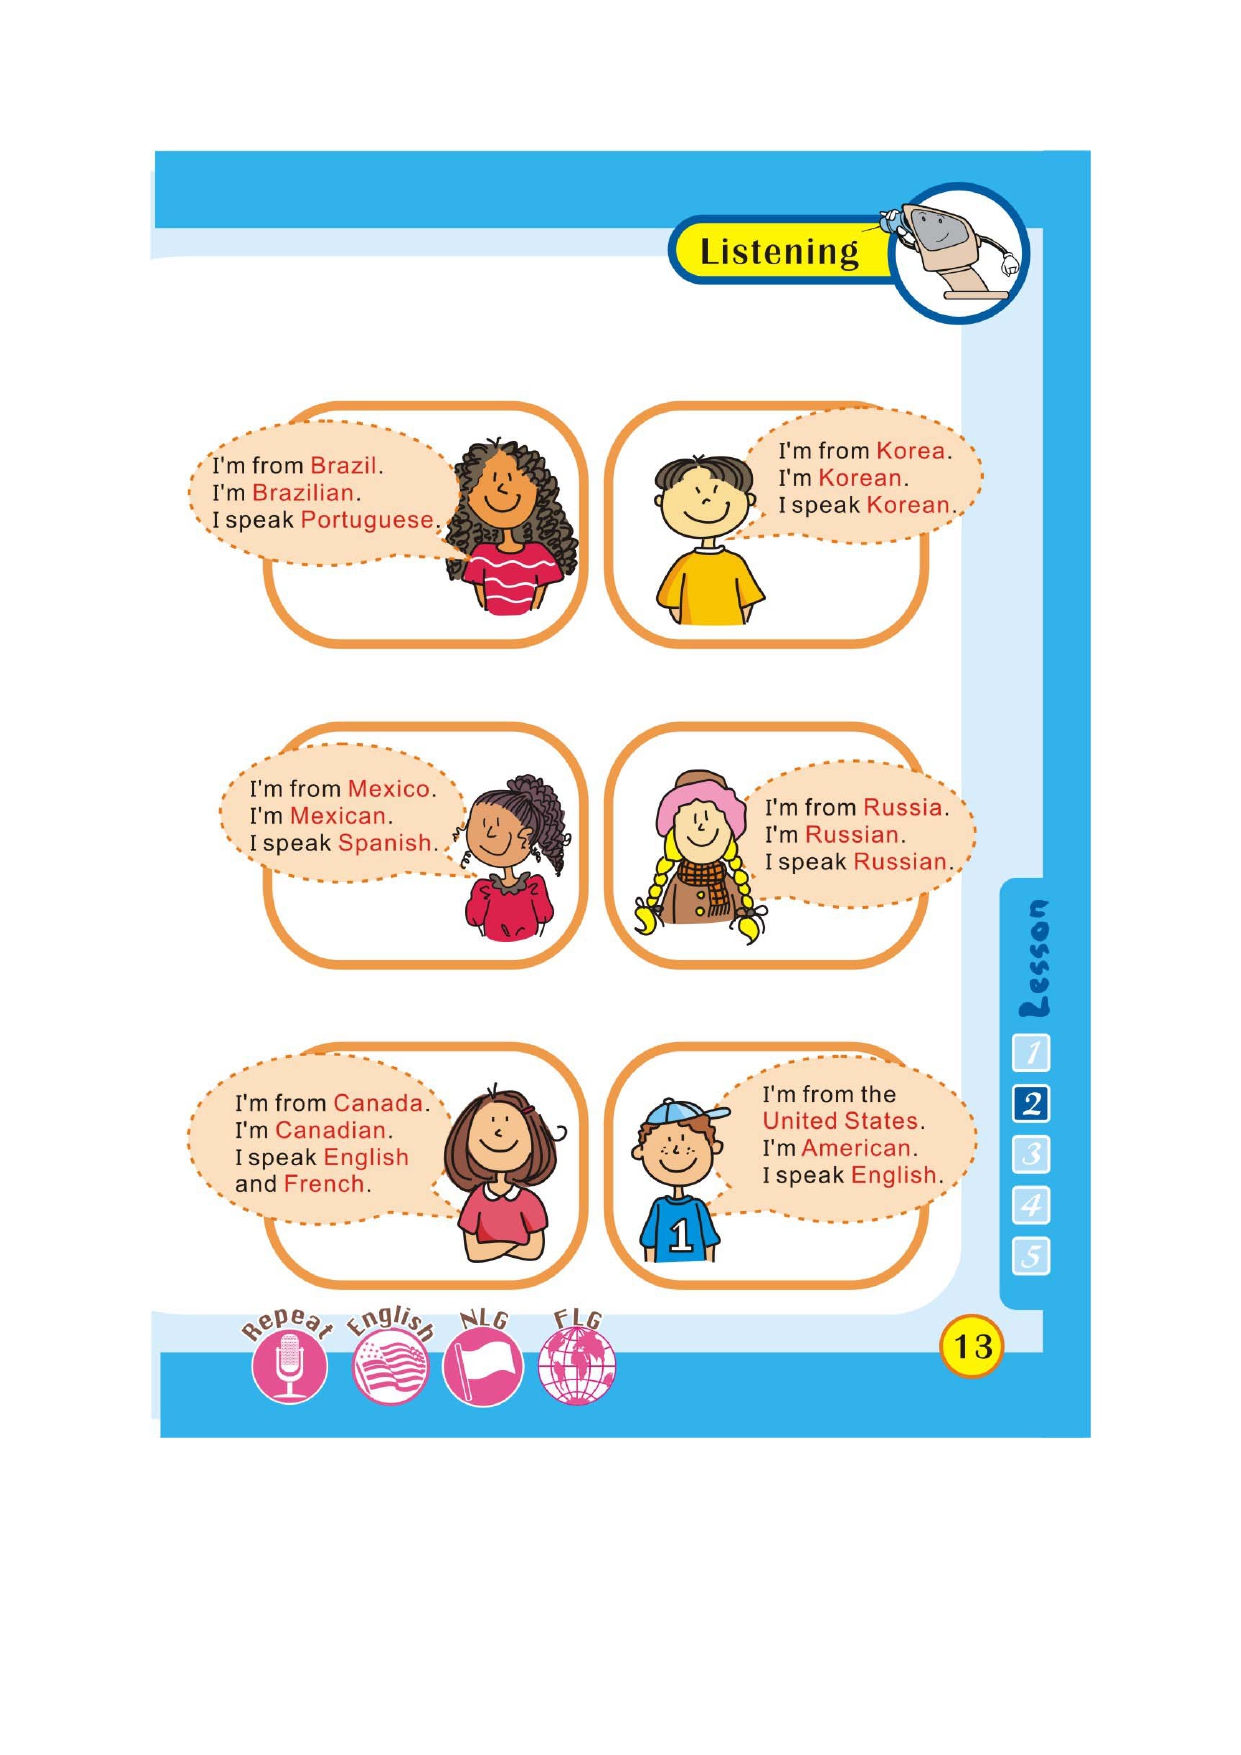 Listening
I'm from Brazil.
I'm Brazilian.
I speak Portuguese.
I'm from Korea.
I'm Korean.
I speak Korean.
I'm from Mexico.
I'm Mexican.
I speak Spanish.
I'm from Russia.
I'm Russian.
I speak Russian.
I'm from Canada.
I'm Canadian.
I speak English
and French.
I'm from the
United States.
I'm American.
I speak English.
1
Lesson
1
2
3
4
5
Repeat
English
NLG
FLG
13